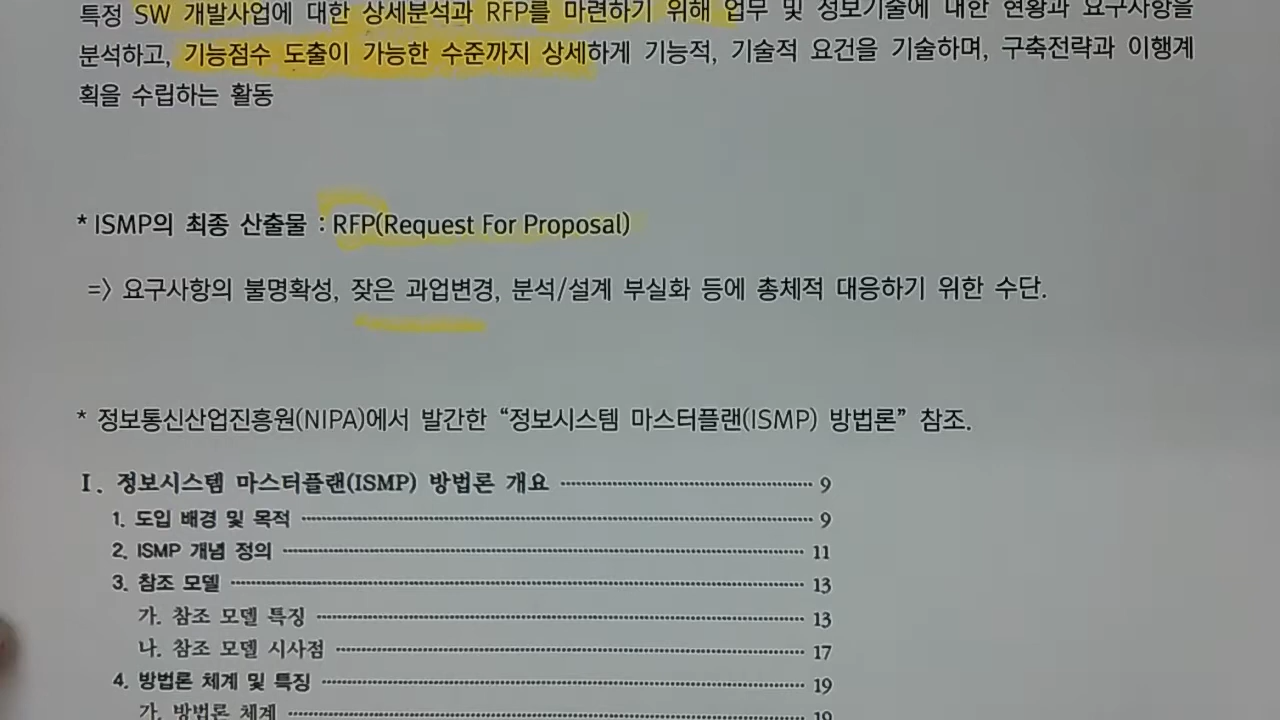 특정 SW 개발사업에 대한 상세분석과 RFP를 마련하기 위해 업무 및 정보기술에 대한 현황과 요구사항을
분석하고, 기능점수 도출이 가능한 수준까지 상세하게 기능적, 기술적 요건을 기술하며, 구축전략과 이행계
획을 수립하는 활동
* ISMP의 최종 산출물 : RFP(Request For Proposal)
=> 요구사항의 불명확성, 잦은 과업변경, 분석/설계 부실화 등에 총체적 대응하기 위한 수단.
* 정보통신산업진흥원(NIPA)에서 발간한 “정보시스템 마스터플랜(ISMP) 방법론” 참조.
I. 정보시스템 마스터플랜(ISMP) 방법론 개요 ················ 9
1. 도입 배경 및 목적 ················ 9
2. ISMP 개념 정의 ················ 11
3. 참조 모델 ················ 13
가. 참조 모델 특징 ················ 13
나. 참조 모델 시사점 ················ 17
4. 방법론 체계 및 특징 ················ 19
가. 방법론 체계 ················ 19